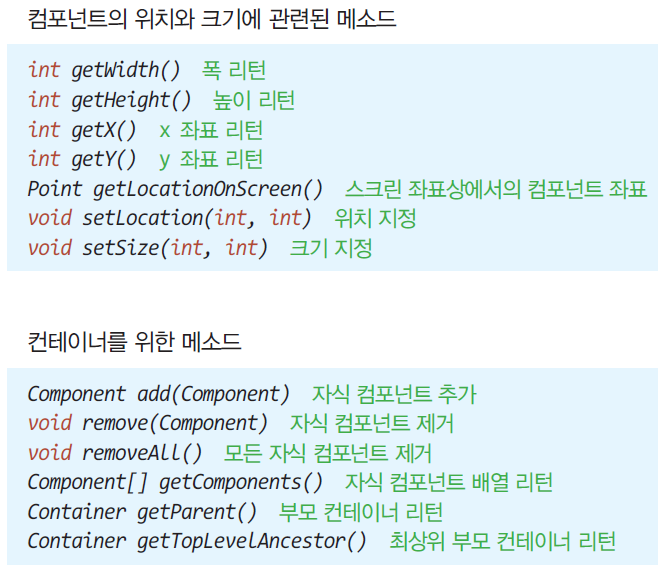 컴포넌트의 위치와 크기에 관련된 메소드
int getWidth() 폭 리턴
int getHeight() 높이 리턴
int getX() x 좌표 리턴
int getY() y 좌표 리턴
Point getLocationOnScreen() 스크린 좌표상에서의 컴포넌트 좌표
void setLocation(int, int) 위치 지정
void setSize(int, int) 크기 지정
컨테이너를 위한 메소드
Component add(Component) 자식 컴포넌트 추가
void remove(Component) 자식 컴포넌트 제거
void removeAll() 모든 자식 컴포넌트 제거
Component[] getComponents() 자식 컴포넌트 배열 리턴
Container getParent() 부모 컨테이너 리턴
Container getTopLevelAncestor() 최상위 부모 컨테이너 리턴